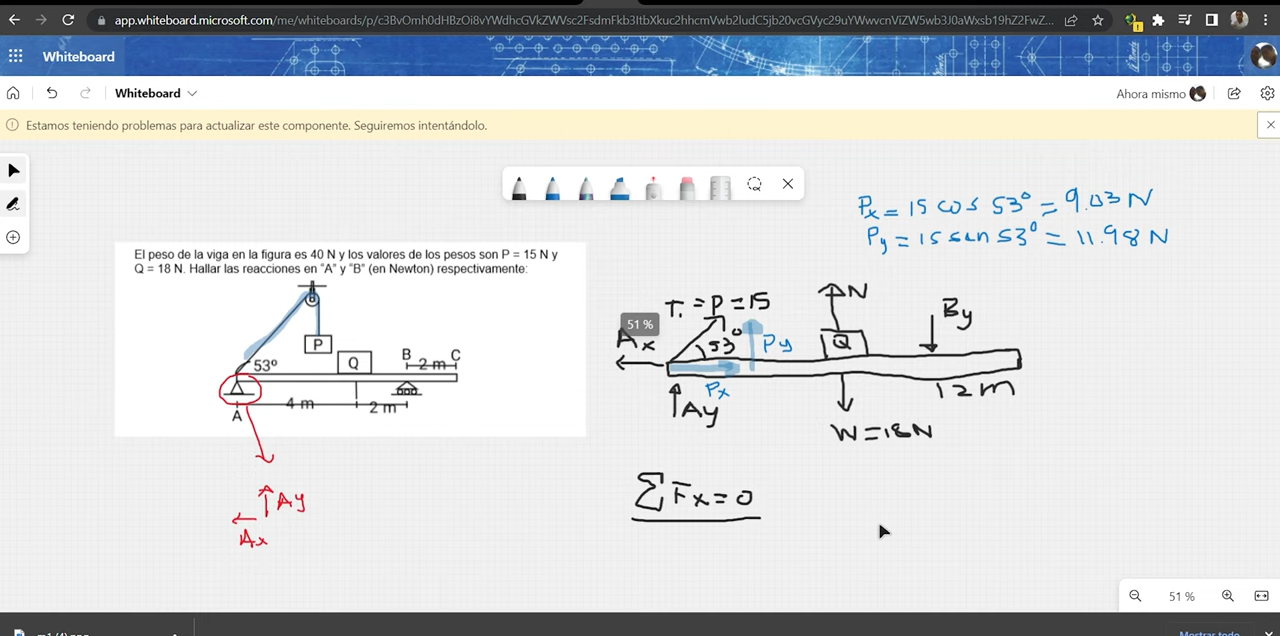 app.whiteboard.microsoft.com/me/whiteboards/p/c3BvOmh0dHBzOi8vYWdhcGVkZWVsc2FsdmFkb3ItbXkuc2hhcmVwb2ludC5jb20vcGVyc29uYWwvcnViZW5wb3J0aWxsb19hZ2FwZ...
Whiteboard
Whiteboard
Ahora mismo
Estamos teniendo problemas para actualizar este componente. Seguiremos intentándolo.
Px = 15 cos 53° = 9.03 N
Py = 15 sen 53° = 11.98 N
El peso de la viga en la figura es 40 N y los valores de los pesos son P = 15 N y
Q = 18 N. Hallar las reacciones en "A" y "B" (en Newton) respectivamente:
P
53°
Q
B
2 m
C
4 m
2 m
A
Ay
Ax
T. = P = 15
51 %
Ax
53°
Py
Px
Ay
N
Q
By
12 m
W = 18 N
∑ Fx = 0
51 %
Mostrar todo